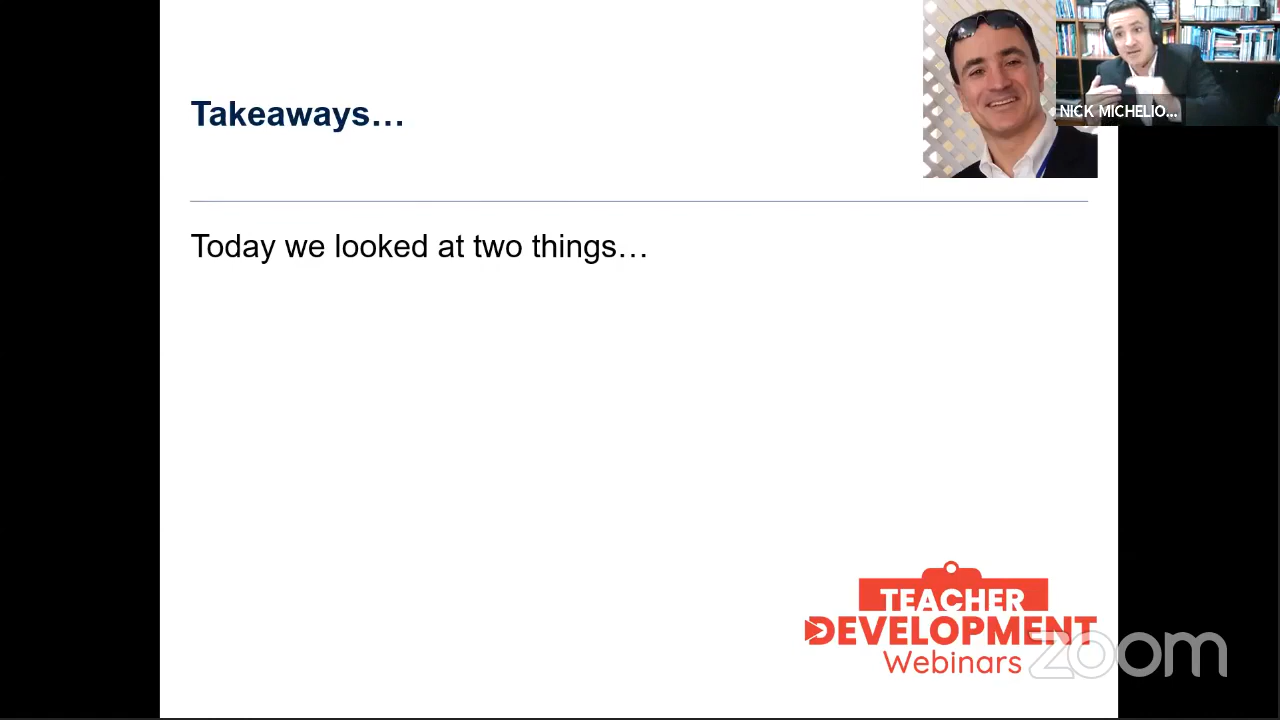 Takeaways…
NICK MICHELIO...
Today we looked at two things…
TEACHER
DEVELOPMENT
Webinars
zoom